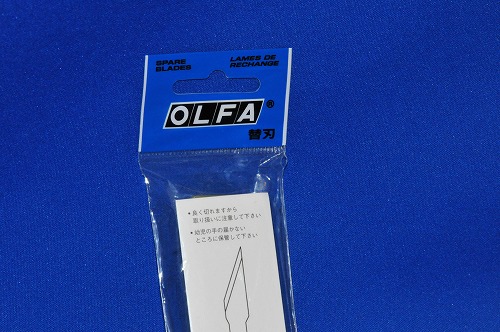 SPARE
BLADES
LAMES DE
RECHANGE
OLFA®
替刃
•良く切れますから
取り扱いに注意して下さい
•幼児の手の届かない
ところに保管して下さい